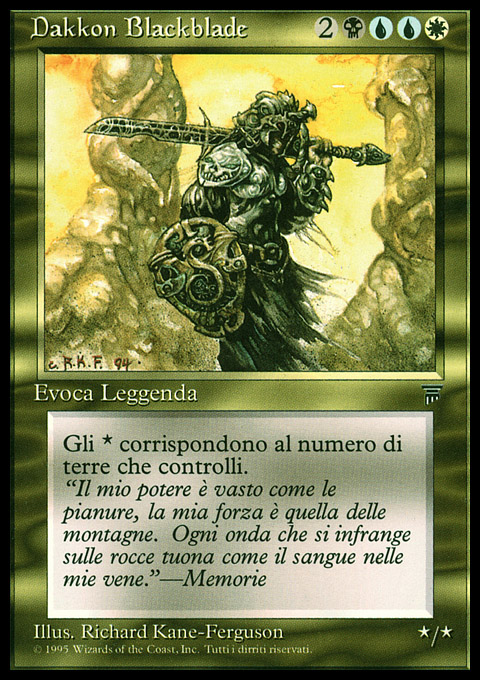 Dakkon Blackblade 2
c. R.K.F. 94.
Evoca Leggenda
Gli * corrispondono al numero di
terre che controlli.
“Il mio potere è vasto come le
pianure, la mia forza è quella delle
montagne. Ogni onda che si infrange
sulle rocce tuona come il sangue nelle
mie vene.”—Memorie
Illus. Richard Kane-Ferguson
*/*
© 1995 Wizards of the Coast, Inc. Tutti i dirriti riservati.